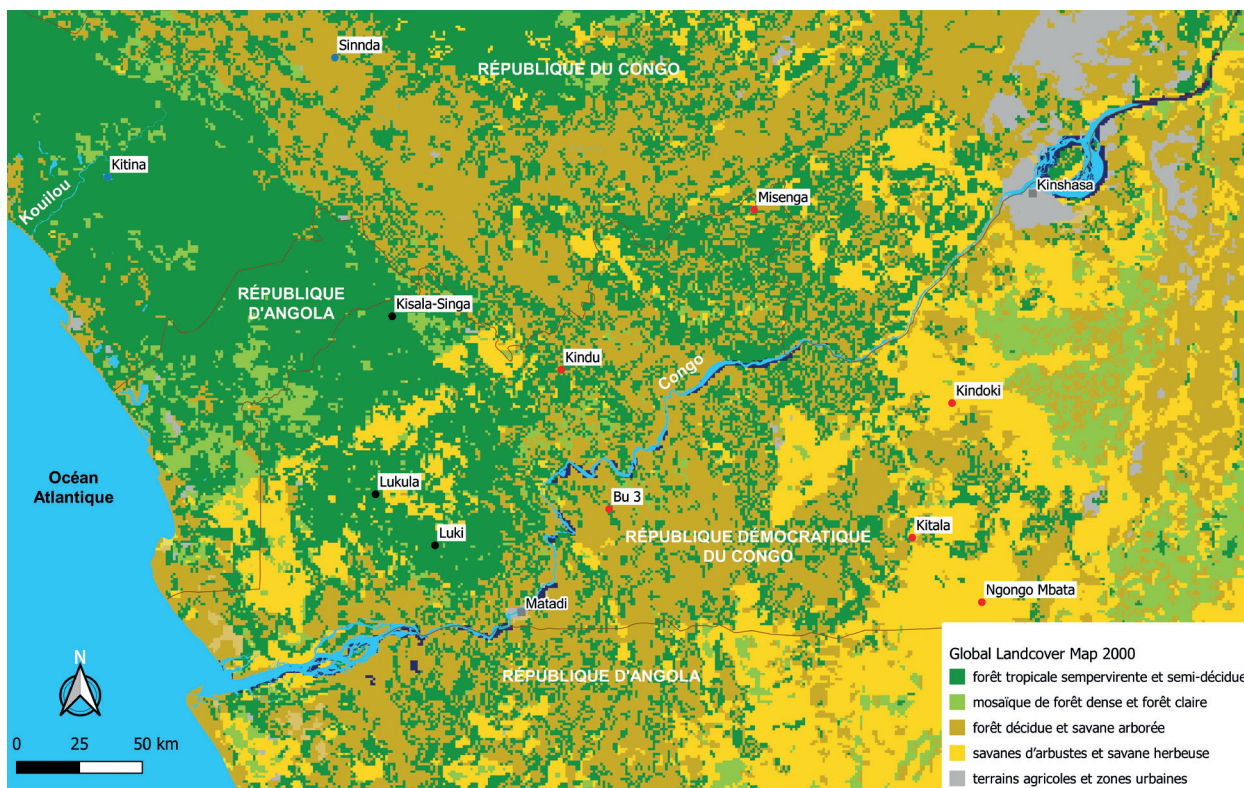 Sinnda
RÉPUBLIQUE DU CONGO
Kitina
Kouilou
Misenga
Kinshasa
RÉPUBLIQUE
D'ANGOLA
Kisala-Singa
Kindu
Congo
Kindoki
Océan
Atlantique
Lukula
Bu 3
Luki
RÉPUBLIQUE DÉMOCRATIQUE
DU CONGO
Kitala
Matadi
Ngongo Mbata
RÉPUBLIQUE D'ANGOLA
N
0 25 50 km
Global Landcover Map 2000
forêt tropicale sempervirente et semi-décidue
mosaïque de forêt dense et forêt claire
forêt décidue et savane arborée
savanes d'arbustes et savane herbeuse
terrains agricoles et zones urbaines